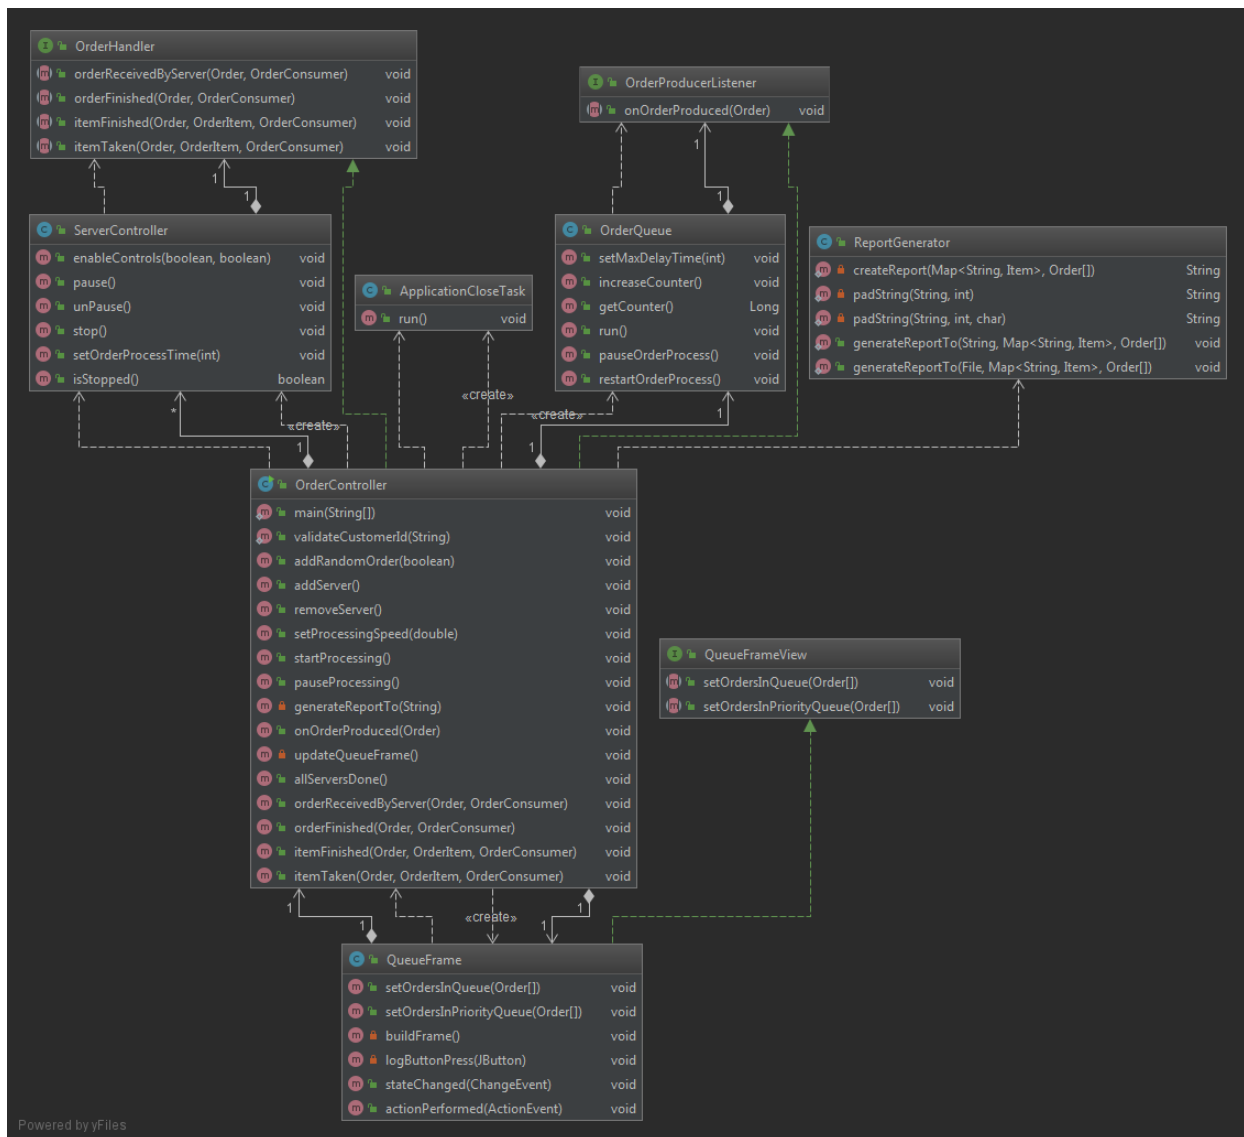 OrderHandler
orderReceivedByServer(Order, OrderConsumer) void
orderFinished(Order, OrderConsumer) void
itemFinished(Order, OrderItem, OrderConsumer) void
itemTaken(Order, OrderItem, OrderConsumer) void
OrderProducerListener
onOrderProduced(Order) void
1
1
1
1
ServerController
enableControls(boolean, boolean) void
pause() void
unPause() void
stop() void
setOrderProcessTime(int) void
isStopped() boolean
ApplicationCloseTask
run() void
OrderQueue
setMaxDelayTime(int) void
increaseCounter() void
getCounter() Long
run() void
pauseOrderProcess() void
restartOrderProcess() void
ReportGenerator
createReport(Map<String, Item>, Order[]) String
padString(String, int) String
padString(String, int, char) String
generateReportTo(String, Map<String, Item>, Order[]) void
generateReportTo(File, Map<String, Item>, Order[]) void
«create»
* «create» «create» 1
1 1
OrderController
main(String[]) void
validateCustomerId(String) void
addRandomOrder(boolean) void
addServer() void
removeServer() void
setProcessingSpeed(double) void
startProcessing() void
pauseProcessing() void
generateReportTo(String) void
onOrderProduced(Order) void
updateQueueFrame() void
allServersDone() void
orderReceivedByServer(Order, OrderConsumer) void
orderFinished(Order, OrderConsumer) void
itemFinished(Order, OrderItem, OrderConsumer) void
itemTaken(Order, OrderItem, OrderConsumer) void
QueueFrameView
setOrdersInQueue(Order[]) void
setOrdersInPriorityQueue(Order[]) void
1 «create» 1
1 1
QueueFrame
setOrdersInQueue(Order[]) void
setOrdersInPriorityQueue(Order[]) void
buildFrame() void
logButtonPress(JButton) void
stateChanged(ChangeEvent) void
actionPerformed(ActionEvent) void
Powered by yFiles